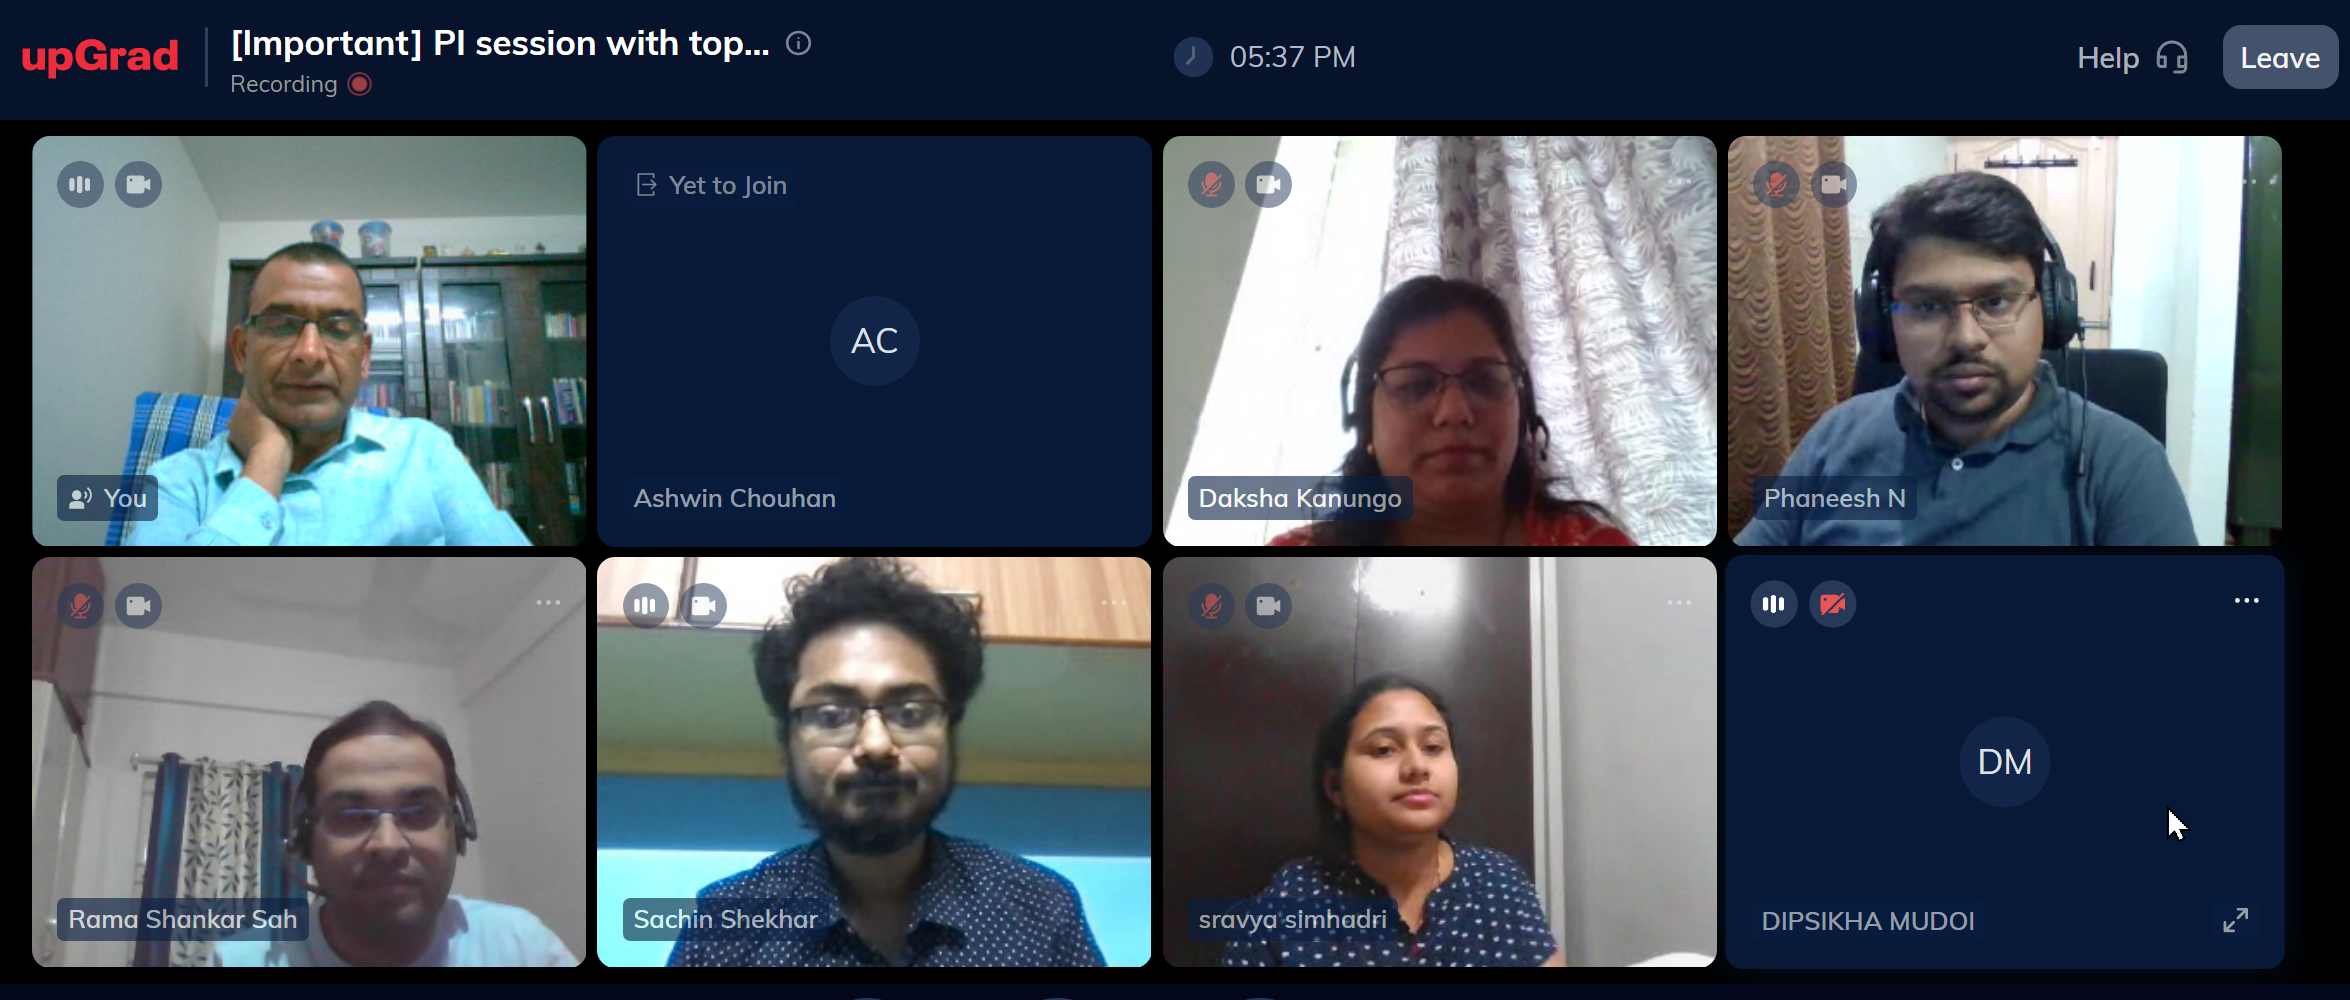 upGrad
[Important] PI session with top...
Recording
05:37 PM
Help
Leave
You
Yet to Join
AC
Ashwin Chouhan
Daksha Kanungo
Phaneesh N
Rama Shankar Sah
Sachin Shekhar
sravya simhadri
DM
DIPSIKHA MUDOI